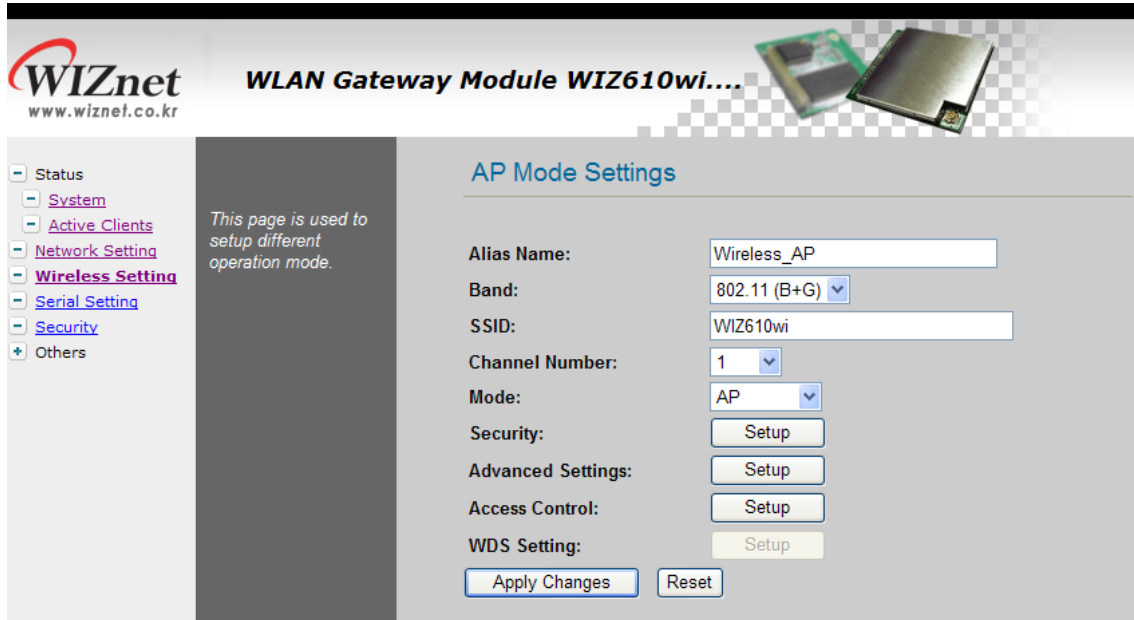 WIZnet
www.wiznet.co.kr
WLAN Gateway Module WIZ610wi....
Status
System
Active Clients
Network Setting
Wireless Setting
Serial Setting
Security
Others
This page is used to
setup different
operation mode.
AP Mode Settings
Alias Name: Wireless_AP
Band: 802.11 (B+G)
SSID: WIZ610wi
Channel Number: 1
Mode: AP
Security: Setup
Advanced Settings: Setup
Access Control: Setup
WDS Setting: Setup
Apply Changes Reset